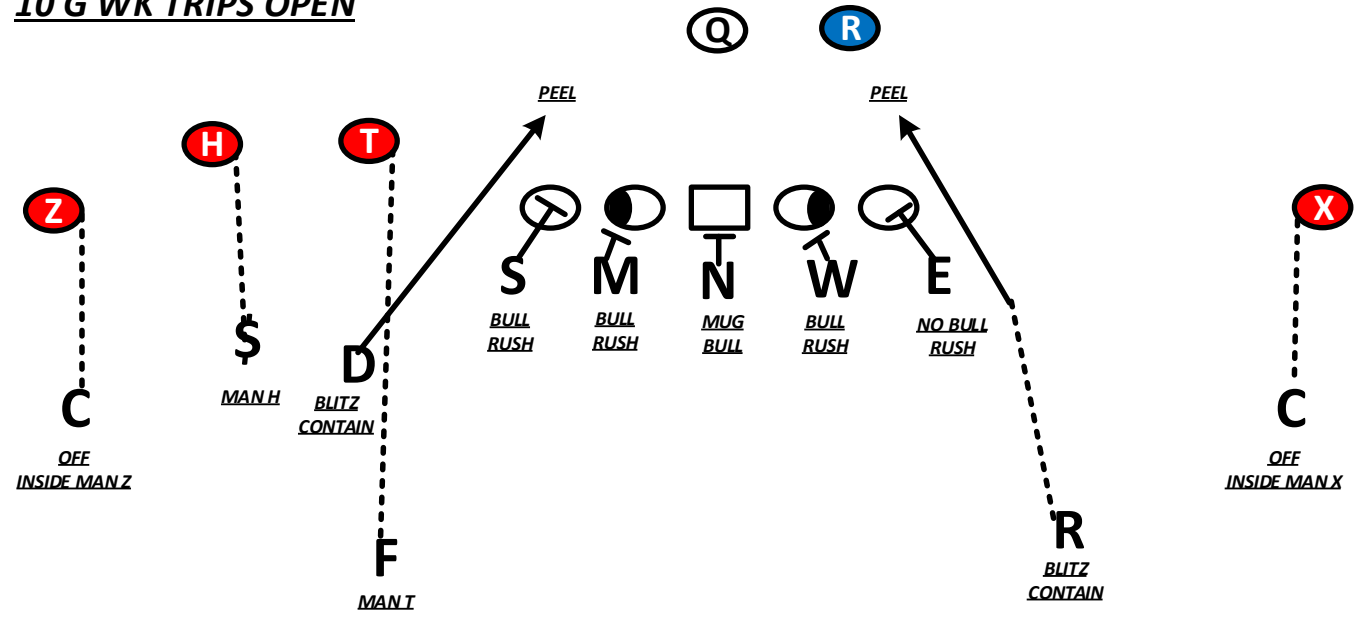 10 G WK TRIPS OPEN
Q
R
PEEL
PEEL
H
T
Z
X
S
M
N
W
E
BULL
RUSH
BULL
RUSH
MUG
BULL
BULL
RUSH
NO BULL
RUSH
$
MAN H
D
BLITZ
CONTAIN
C
OFF
INSIDE MAN Z
C
OFF
INSIDE MAN X
F
MAN T
R
BLITZ
CONTAIN